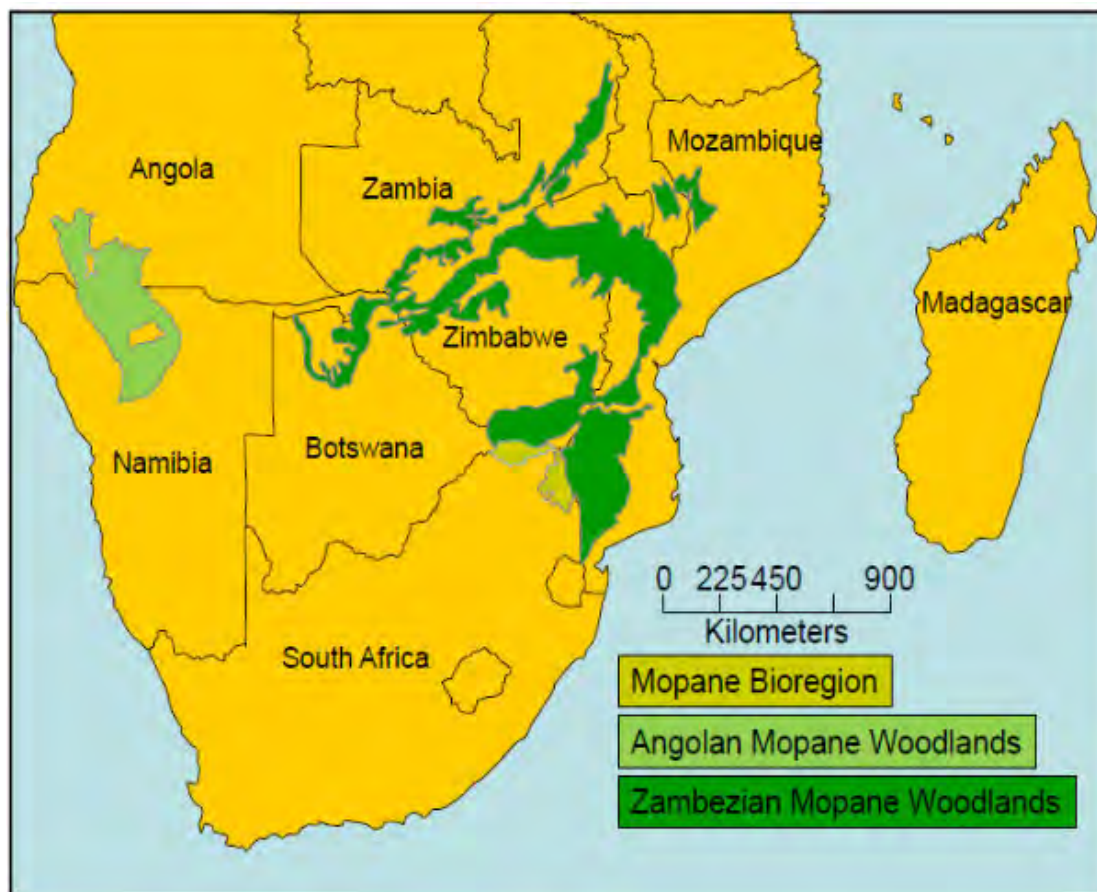 Angola
Zambia
Mozambique
Madagascar
Zimbabwe
Namibia
Botswana
South Africa
0 225 450 900
Kilometers
Mopane Bioregion
Angolan Mopane Woodlands
Zambezian Mopane Woodlands